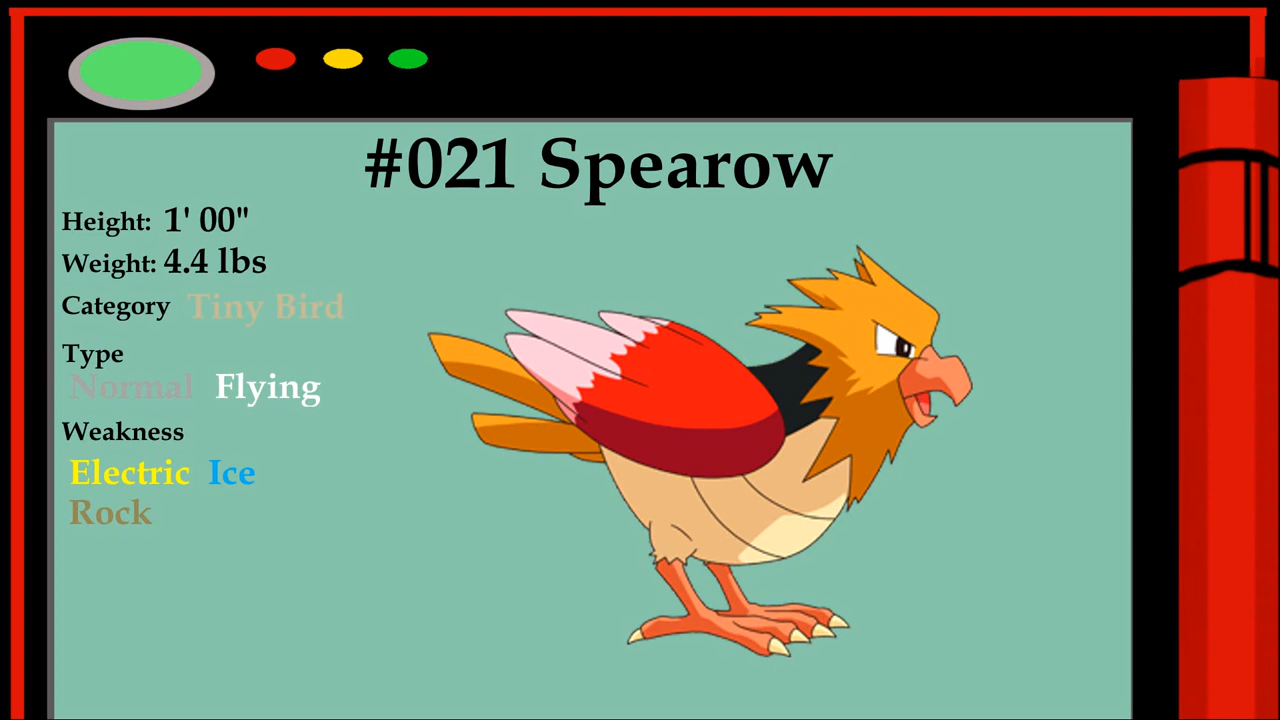 #021 Spearow
Height: 1' 00"
Weight: 4.4 lbs
Category Tiny Bird
Type
Normal Flying
Weakness
Electric Ice
Rock